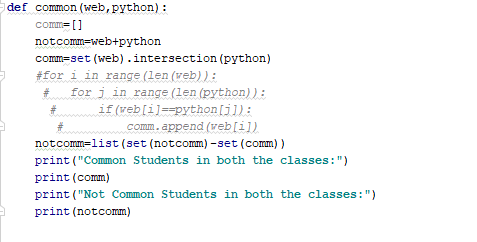 def common(web,python):
    comm=[]
    notcomm=web+python
    comm=set(web).intersection(python)
    #for i in range(len(web)):
     #   for j in range(len(python)):
      #      if(web[i]==python[j]):
       #         comm.append(web[i])
    notcomm=list(set(notcomm)-set(comm))
    print("Common Students in both the classes:")
    print(comm)
    print("Not Common Students in both the classes:")
    print(notcomm)